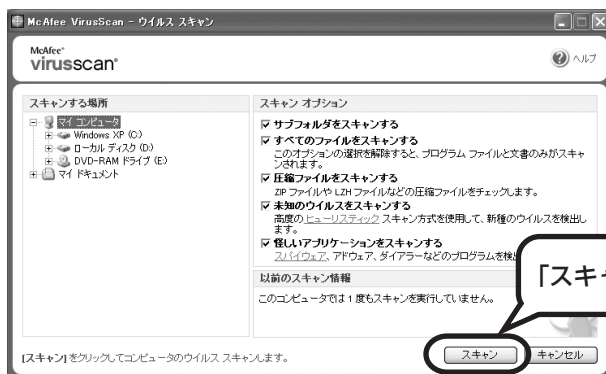 McAfee VirusScan - ウイルス スキャン
McAfee®
virusscan®
ヘルプ
スキャンする場所
マイ コンピュータ
Windows XP (C:)
ローカル ディスク (D:)
DVD-RAM ドライブ (E:)
マイ ドキュメント
スキャン オプション
サブフォルダをスキャンする
すべてのファイルをスキャンする
このオプションの選択を解除すると、プログラム ファイルと文書のみがスキャ
ンされます。
圧縮ファイルをスキャンする
ZIP ファイルや LZH ファイルなどの圧縮ファイルをチェックします。
未知のウイルスをスキャンする
高度のヒューリスティック スキャン方式を使用して、新種のウイルスを検出し
ます。
怪しいアプリケーションをスキャンする
スパイウェア、アドウェア、ダイアラーなどのプログラムを検
以前のスキャン情報
このコンピュータでは 1 度もスキャンを実行していません。
「スキ
[スキャン] をクリックしてコンピュータのウイルス スキャンします。
スキャン
キャンセル